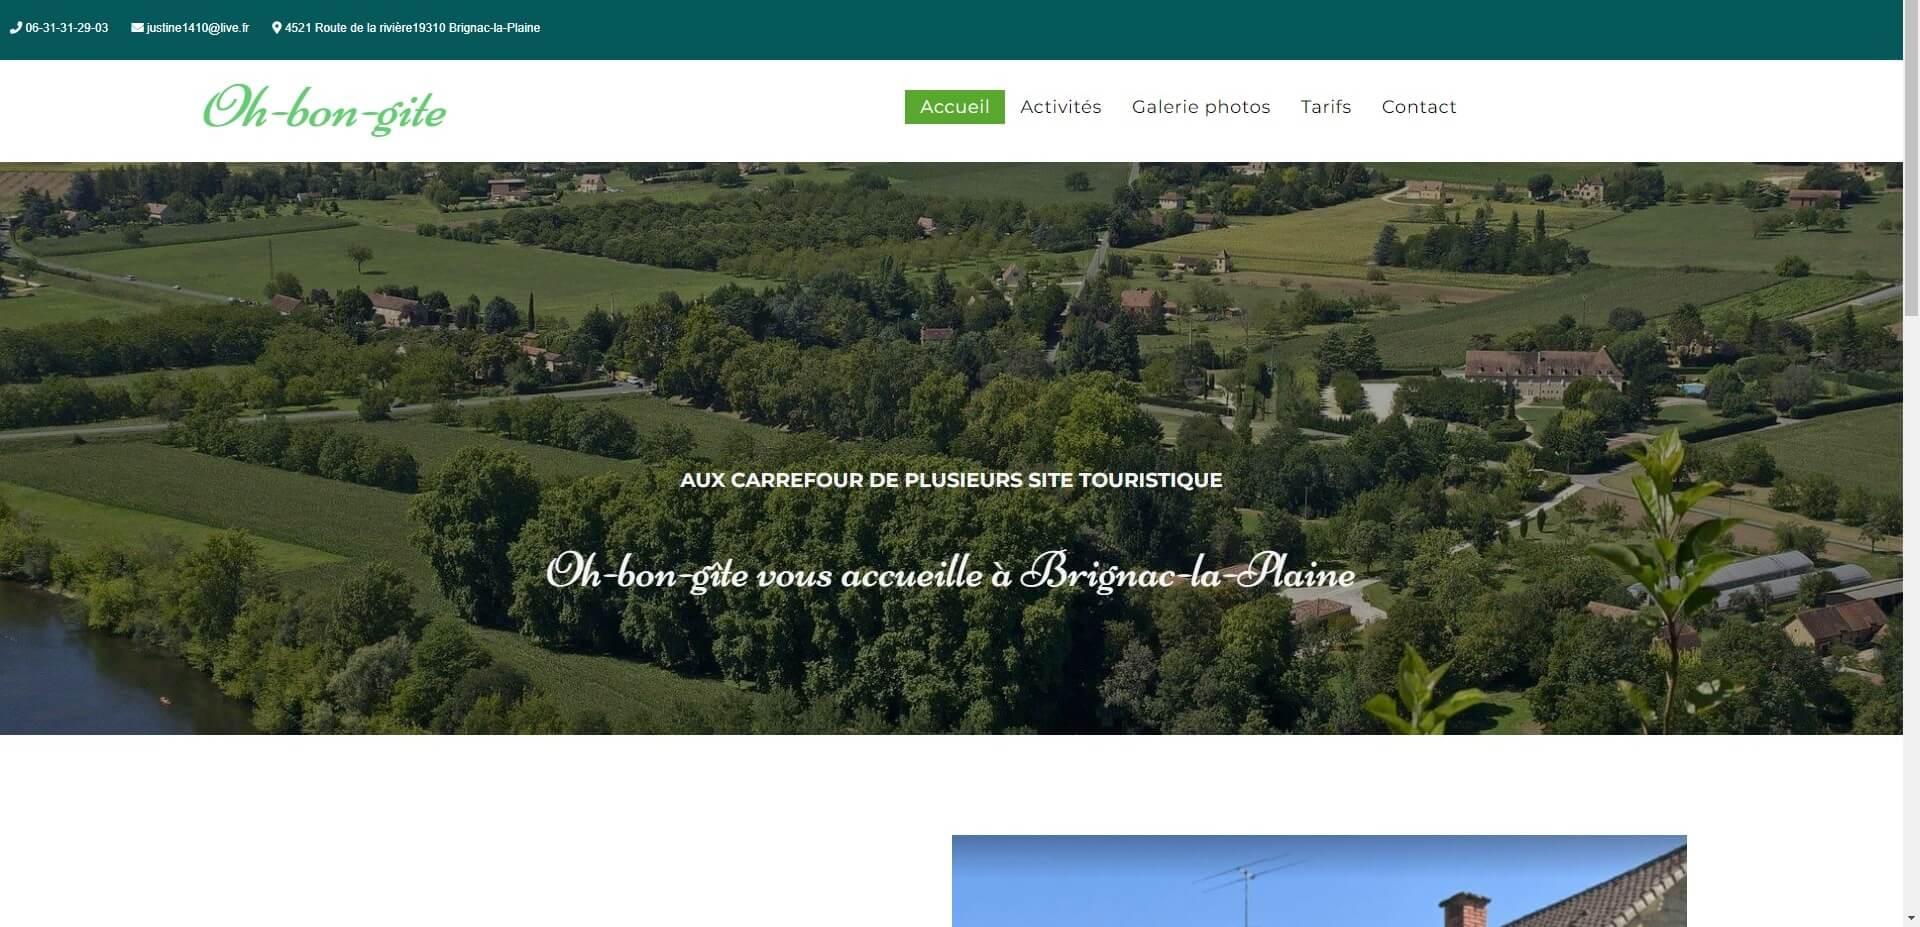 06-31-31-29-03 justine1410@live.fr 4521 Route de la rivière19310 Brignac-la-Plaine
Oh-bon-gite
Accueil Activités Galerie photos Tarifs Contact
AUX CARREFOUR DE PLUSIEURS SITE TOURISTIQUE
Oh-bon-gîte vous accueille à Brignac-la-Plaine